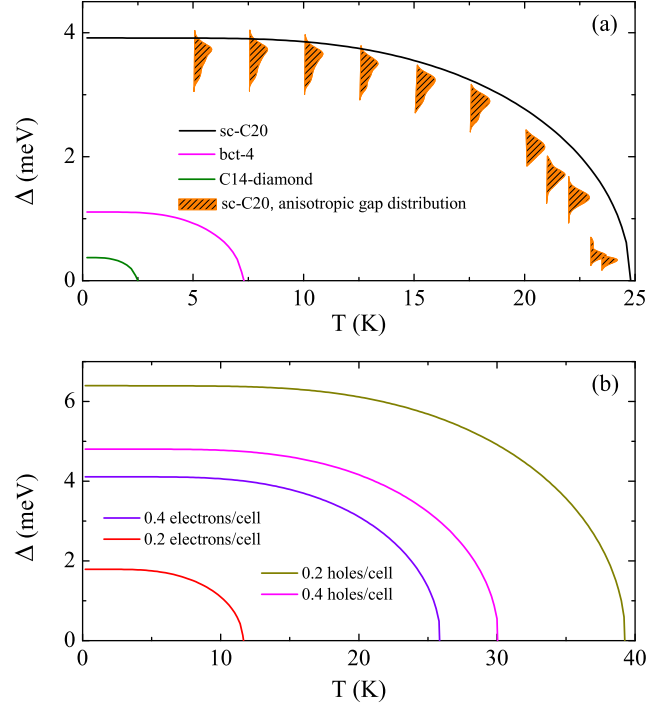 (a)
4
2
0
Δ (meV)
sc-C20
bct-4
C14-diamond
sc-C20, anisotropic gap distribution
5
10
15
20
25
T (K)
(b)
6
4
2
0
Δ (meV)
0.4 electrons/cell
0.2 electrons/cell
0.2 holes/cell
0.4 holes/cell
0
10
20
30
40
T (K)